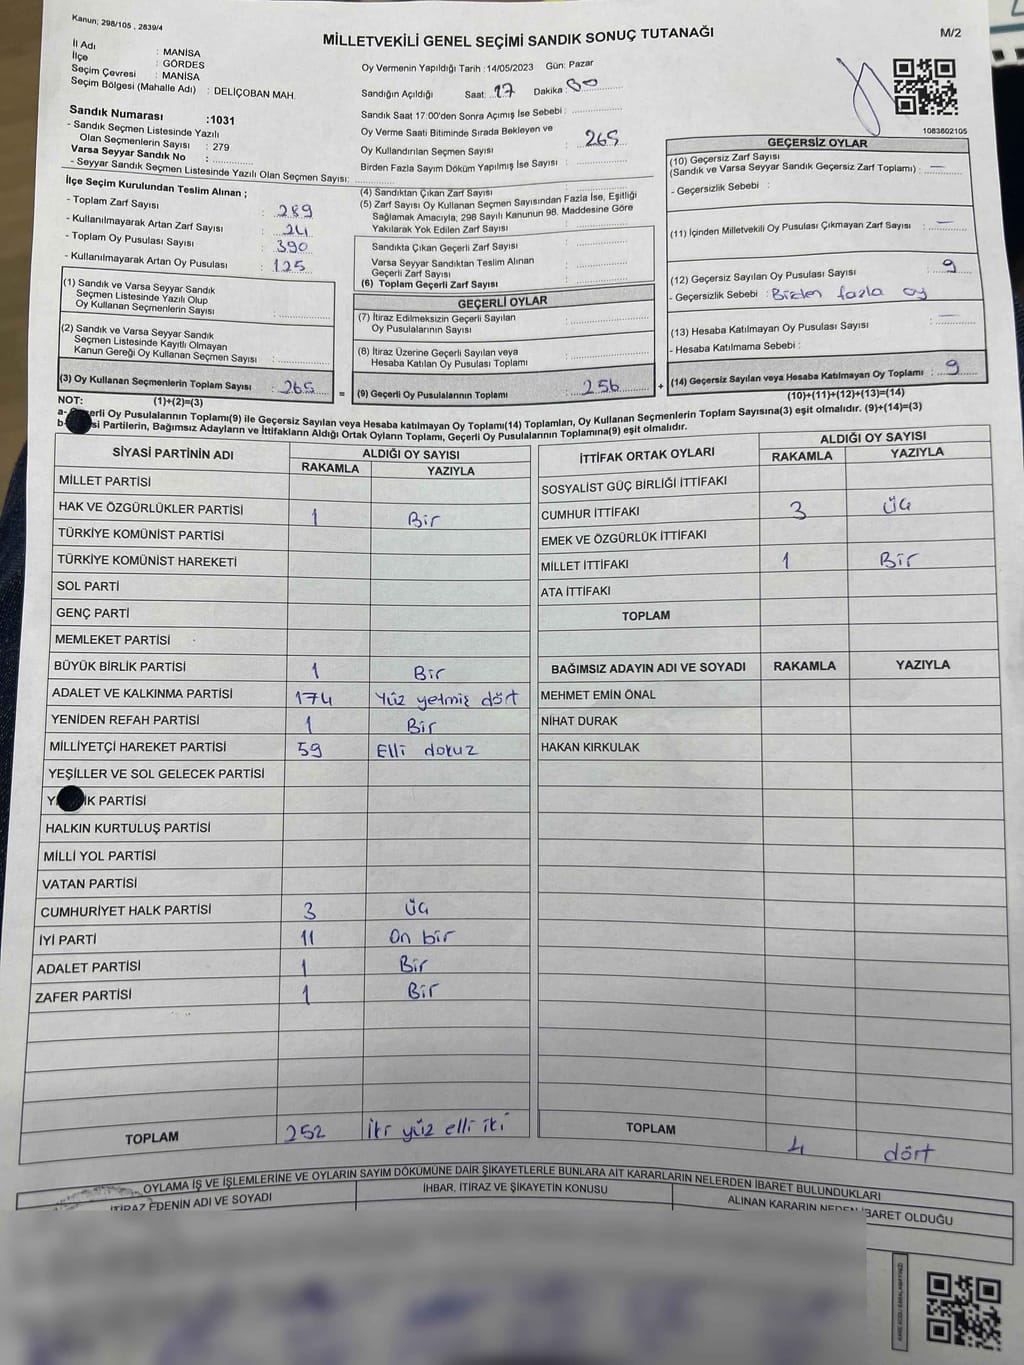 Kanun; 298/105 , 2839/4
MİLLETVEKİLİ GENEL SEÇİMİ SANDIK SONUÇ TUTANAĞI
M/2
İl Adı : MANİSA
İlçe : GÖRDES
Seçim Çevresi : MANİSA
Seçim Bölgesi (Mahalle Adı) : DELİÇOBAN MAH.
Oy Vermenin Yapıldığı Tarih : 14/05/2023 Gün: Pazar
Sandığın Açıldığı Saat: 17 Dakika 00
Sandık Saat 17:00'den Sonra Açımış İse Sebebi :
Oy Verme Saati Bitiminde Sırada Bekleyen ve
Oy Kullandırılan Seçmen Sayısı : 265
Birden Fazla Sayım Döküm Yapılmış İse Sayısı :
1083602105
Sandık Numarası :1031
- Sandık Seçmen Listesinde Yazılı
Olan Seçmenlerin Sayısı : 279
Varsa Seyyar Sandık No :
- Seyyar Sandık Seçmen Listesinde Yazılı Olan Seçmen Sayısı:
İlçe Seçim Kurulundan Teslim Alınan ;
- Toplam Zarf Sayısı : 289
- Kullanılmayarak Artan Zarf Sayısı : 24
- Toplam Oy Pusulası Sayısı : 390
- Kullanılmayarak Artan Oy Pusulası : 125
(1) Sandık ve Varsa Seyyar Sandık
Seçmen Listesinde Yazılı Olup
Oy Kullanan Seçmenlerin Sayısı :
(2) Sandık ve Varsa Seyyar Sandık
Seçmen Listesinde Kayıtlı Olmayan
Kanun Gereği Oy Kullanan Seçmen Sayısı :
(3) Oy Kullanan Seçmenlerin Toplam Sayısı : 265 =
(1)+(2)=(3)
(4) Sandıktan Çıkan Zarf Sayısı :
(5) Zarf Sayısı Oy Kullanan Seçmen Sayısından Fazla İse, Eşitliği
Sağlamak Amacıyla; 298 Sayılı Kanunun 98. Maddesine Göre
Yakılarak Yok Edilen Zarf Sayısı :
Sandıkta Çıkan Geçerli Zarf Sayısı :
Varsa Seyyar Sandıktan Teslim Alınan
Geçerli Zarf Sayısı :
(6) Toplam Geçerli Zarf Sayısı :
GEÇERLİ OYLAR
(7) İtiraz Edilmeksizin Geçerli Sayılan
Oy Pusulalarının Sayısı :
(8) İtiraz Üzerine Geçerli Sayılan veya
Hesaba Katılan Oy Pusulası Toplamı :
(9) Geçerli Oy Pusulalarının Toplamı : 256 +
GEÇERSİZ OYLAR
(10) Geçersiz Zarf Sayısı
(Sandık ve Varsa Seyyar Sandık Geçersiz Zarf Toplamı) : —
- Geçersizlik Sebebi :
(11) İçinden Milletvekili Oy Pusulası Çıkmayan Zarf Sayısı : —
(12) Geçersiz Sayılan Oy Pusulası Sayısı : 9
- Geçersizlik Sebebi : Birden fazla oy
(13) Hesaba Katılmayan Oy Pusulası Sayısı : —
- Hesaba Katılmama Sebebi :
(14) Geçersiz Sayılan veya Hesaba Katılmayan Oy Toplamı : 9
(10)+(11)+(12)+(13)=(14)
NOT:
a- erli Oy Pusulalarının Toplamı(9) ile Geçersiz Sayılan veya Hesaba katılmayan Oy Toplamı(14) Toplamları, Oy Kullanan Seçmenlerin Toplam Sayısına(3) eşit olmalıdır. (9)+(14)=(3)
b- si Partilerin, Bağımsız Adayların ve İttifakların Aldığı Ortak Oyların Toplamı, Geçerli Oy Pusulalarının Toplamına(9) eşit olmalıdır.
SİYASİ PARTİNİN ADI ALDIĞI OY SAYISI
RAKAMLA YAZIYLA
MİLLET PARTİSİ
HAK VE ÖZGÜRLÜKLER PARTİSİ 1 Bir
TÜRKİYE KOMÜNİST PARTİSİ
TÜRKİYE KOMÜNİST HAREKETİ
SOL PARTİ
GENÇ PARTİ
MEMLEKET PARTİSİ
BÜYÜK BİRLİK PARTİSİ 1 Bir
ADALET VE KALKINMA PARTİSİ 174 Yüz yetmiş dört
YENİDEN REFAH PARTİSİ 1 Bir
MİLLİYETÇİ HAREKET PARTİSİ 59 Elli dokuz
YEŞİLLER VE SOL GELECEK PARTİSİ
Y İK PARTİSİ
HALKIN KURTULUŞ PARTİSİ
MİLLİ YOL PARTİSİ
VATAN PARTİSİ
CUMHURİYET HALK PARTİSİ 3 Üç
İYİ PARTİ 11 On bir
ADALET PARTİSİ 1 Bir
ZAFER PARTİSİ 1 Bir
TOPLAM 252 İki yüz elli iki
İTTİFAK ORTAK OYLARI ALDIĞI OY SAYISI
RAKAMLA YAZIYLA
SOSYALİST GÜÇ BİRLİĞİ İTTİFAKI
CUMHUR İTTİFAKI 3 Üç
EMEK VE ÖZGÜRLÜK İTTİFAKI
MİLLET İTTİFAKI 1 Bir
ATA İTTİFAKI
TOPLAM
BAĞIMSIZ ADAYIN ADI VE SOYADI RAKAMLA YAZIYLA
MEHMET EMİN ÖNAL
NİHAT DURAK
HAKAN KIRKULAK
TOPLAM 4 dört
OYLAMA İŞ VE İŞLEMLERİNE VE OYLARIN SAYIM DÖKÜMÜNE DAİR ŞİKAYETLERLE BUNLARA AİT KARARLARIN NELERDEN İBARET BULUNDUKLARI
İTİRAZ EDENİN ADI VE SOYADI İHBAR, İTİRAZ VE ŞİKAYETİN KONUSU ALINAN KARARIN NEDEN İBARET OLDUĞU